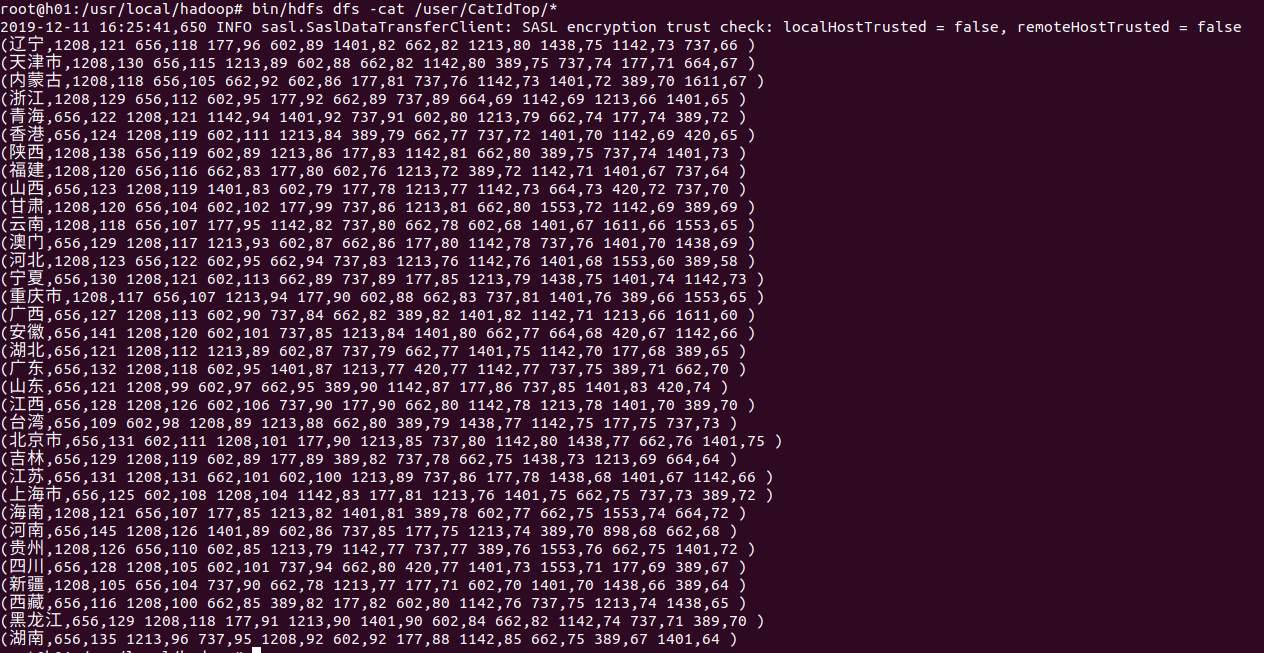 root@h01:/usr/local/hadoop# bin/hdfs dfs -cat /user/CatIdTop/*
2019-12-11 16:25:41,650 INFO sasl.SaslDataTransferClient: SASL encryption trust check: localHostTrusted = false, remoteHostTrusted = false
(辽宁,1208,121 656,118 177,96 602,89 1401,82 662,82 1213,80 1438,75 1142,73 737,66 )
(天津市,1208,130 656,115 1213,89 602,88 662,82 1142,80 389,75 737,74 177,71 664,67 )
(内蒙古,1208,118 656,105 662,92 602,86 177,81 737,76 1142,73 1401,72 389,70 1611,67 )
(浙江,1208,129 656,112 602,95 177,92 662,89 737,89 664,69 1142,69 1213,66 1401,65 )
(青海,656,122 1208,121 1142,94 1401,92 737,91 602,80 1213,79 662,74 177,74 389,72 )
(香港,656,124 1208,119 602,111 1213,84 389,79 662,77 737,72 1401,70 1142,69 420,65 )
(陕西,1208,138 656,119 602,89 1213,86 177,83 1142,81 662,80 389,75 737,74 1401,73 )
(福建,1208,120 656,116 662,83 177,80 602,76 1213,72 389,72 1142,71 1401,67 737,64 )
(山西,656,123 1208,119 1401,83 602,79 177,78 1213,77 1142,73 664,73 420,72 737,70 )
(甘肃,1208,120 656,104 602,102 177,99 737,86 1213,81 662,80 1553,72 1142,69 389,69 )
(云南,1208,118 656,107 177,95 1142,82 737,80 662,78 602,68 1401,67 1611,66 1553,65 )
(澳门,656,129 1208,117 1213,93 602,87 662,86 177,80 1142,78 737,76 1401,70 1438,69 )
(河北,1208,123 656,122 602,95 662,94 737,83 1213,76 1142,76 1401,68 1553,60 389,58 )
(宁夏,656,130 1208,121 602,113 662,89 737,89 177,85 1213,79 1438,75 1401,74 1142,73 )
(重庆市,1208,117 656,107 1213,94 177,90 602,88 662,83 737,81 1401,76 389,66 1553,65 )
(广西,656,127 1208,113 602,90 737,84 662,82 389,82 1401,82 1142,71 1213,66 1611,60 )
(安徽,656,141 1208,120 602,101 737,85 1213,84 1401,80 662,77 664,68 420,67 1142,66 )
(湖北,656,121 1208,112 1213,89 602,87 737,79 662,77 1401,75 1142,70 177,68 389,65 )
(广东,656,132 1208,118 602,95 1401,87 1213,77 420,77 1142,77 737,75 389,71 662,70 )
(山东,656,121 1208,99 602,97 662,95 389,90 1142,87 177,86 737,85 1401,83 420,74 )
(江西,656,128 1208,126 602,106 737,90 177,90 662,80 1142,78 1213,78 1401,70 389,70 )
(台湾,656,109 602,98 1208,89 1213,88 662,80 389,79 1438,77 1142,75 177,75 737,73 )
(北京市,656,131 602,111 1208,101 177,90 1213,85 737,80 1142,80 1438,77 662,76 1401,75 )
(吉林,656,129 1208,119 602,89 177,89 389,82 737,78 662,75 1438,73 1213,69 664,64 )
(江苏,656,131 1208,131 662,101 602,100 1213,89 737,86 177,78 1438,68 1401,67 1142,66 )
(上海市,656,125 602,108 1208,104 1142,83 177,81 1213,76 1401,75 662,75 737,73 389,72 )
(海南,1208,121 656,107 177,85 1213,82 1401,81 389,78 602,77 662,75 1553,74 664,72 )
(河南,656,145 1208,126 1401,89 602,86 737,85 177,75 1213,74 389,70 898,68 662,68 )
(贵州,1208,126 656,110 602,85 1213,79 1142,77 737,77 389,76 1553,76 662,75 1401,72 )
(四川,656,128 1208,105 602,101 737,94 662,80 420,77 1401,73 1553,71 177,69 389,67 )
(新疆,1208,105 656,104 737,90 662,78 1213,77 177,71 602,70 1401,70 1438,66 389,64 )
(西藏,656,116 1208,100 662,85 389,82 177,82 602,80 1142,76 737,75 1213,74 1438,65 )
(黑龙江,656,129 1208,118 177,91 1213,90 1401,90 602,84 662,82 1142,74 737,71 389,70 )
(湖南,656,135 1213,96 737,95 1208,92 602,92 177,88 1142,85 662,75 389,67 1401,64 )